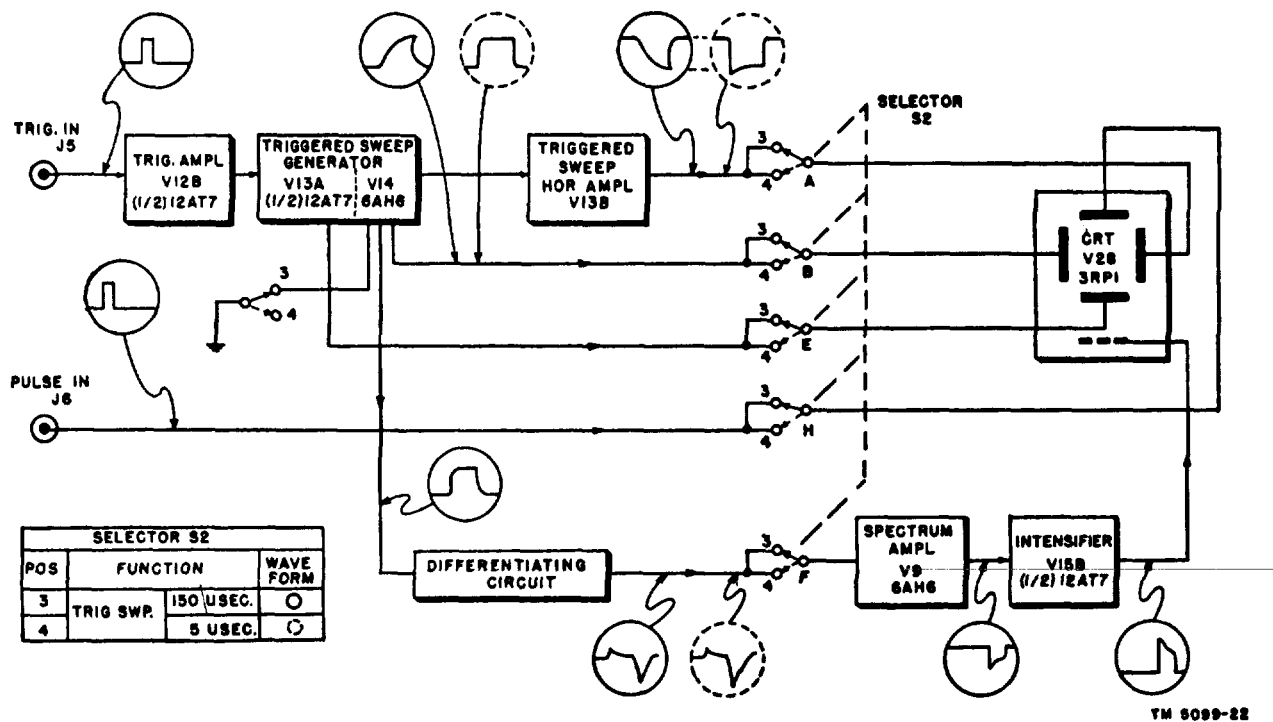 SELECTOR
S2
TRIG. IN
J5
TRIG. AMPL
V12B
(1/2)12AT7
TRIGGERED SWEEP
GENERATOR
V13A
(1/2)12AT7
V14
6AH6
TRIGGERED
SWEEP
HOR AMPL
V13B
3
4
A
3
4
B
CRT
V26
3RP1
3
4
3
4
E
PULSE IN
J6
3
4
H
SELECTOR S2
POS
FUNCTION
WAVE
FORM
3
TRIG SWP.
150 USEC.
4
5 USEC.
DIFFERENTIATING
CIRCUIT
3
4
F
SPECTRUM
AMPL
V9
6AH6
INTENSIFIER
V15B
(1/2)12AT7
TM 5099-22